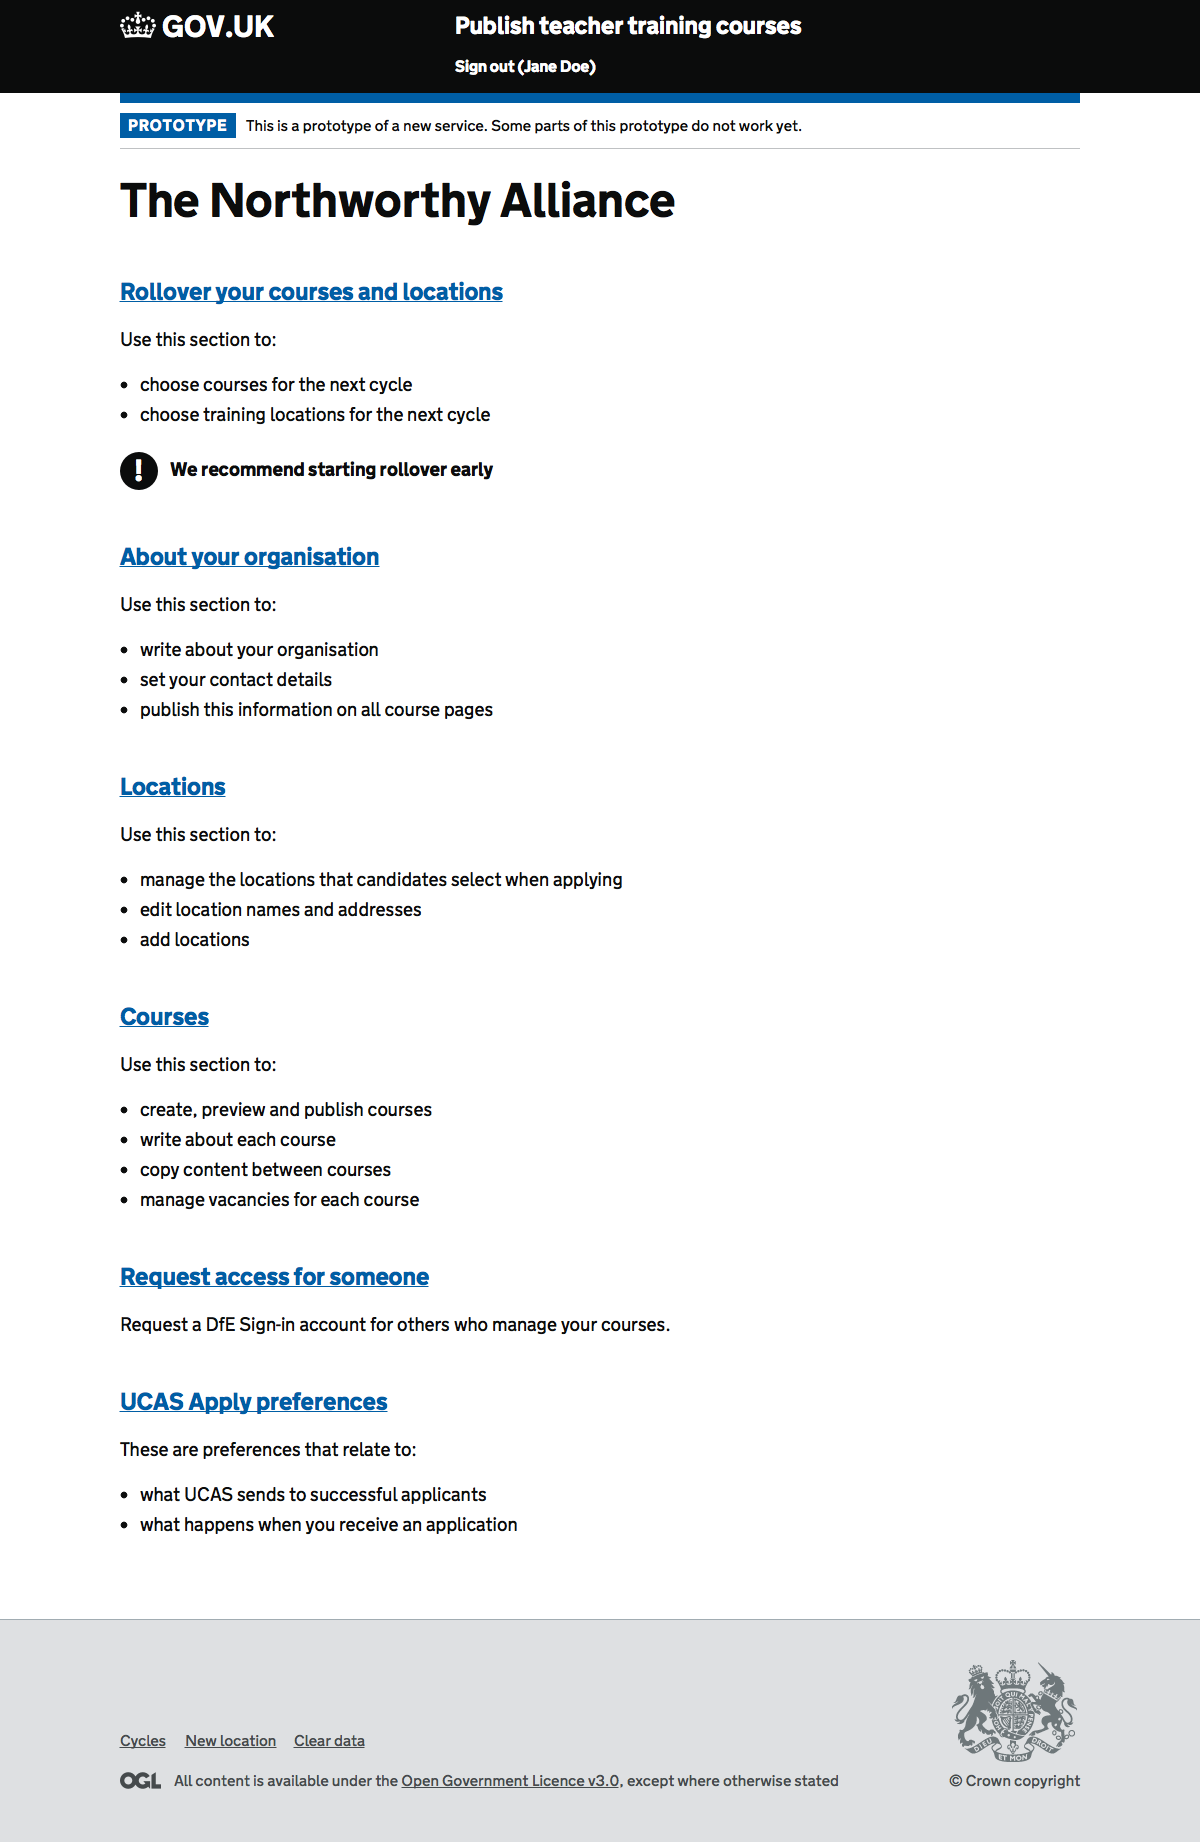 GOV.UK
Publish teacher training courses
Sign out (Jane Doe)
PROTOTYPE This is a prototype of a new service. Some parts of this prototype do not work yet.
The Northworthy Alliance
Rollover your courses and locations
Use this section to:
• choose courses for the next cycle
• choose training locations for the next cycle
! We recommend starting rollover early
About your organisation
Use this section to:
• write about your organisation
• set your contact details
• publish this information on all course pages
Locations
Use this section to:
• manage the locations that candidates select when applying
• edit location names and addresses
• add locations
Courses
Use this section to:
• create, preview and publish courses
• write about each course
• copy content between courses
• manage vacancies for each course
Request access for someone
Request a DfE Sign-in account for others who manage your courses.
UCAS Apply preferences
These are preferences that relate to:
• what UCAS sends to successful applicants
• what happens when you receive an application
Cycles New location Clear data
DIEU ET MON DROIT
OGL All content is available under the Open Government Licence v3.0, except where otherwise stated
© Crown copyright